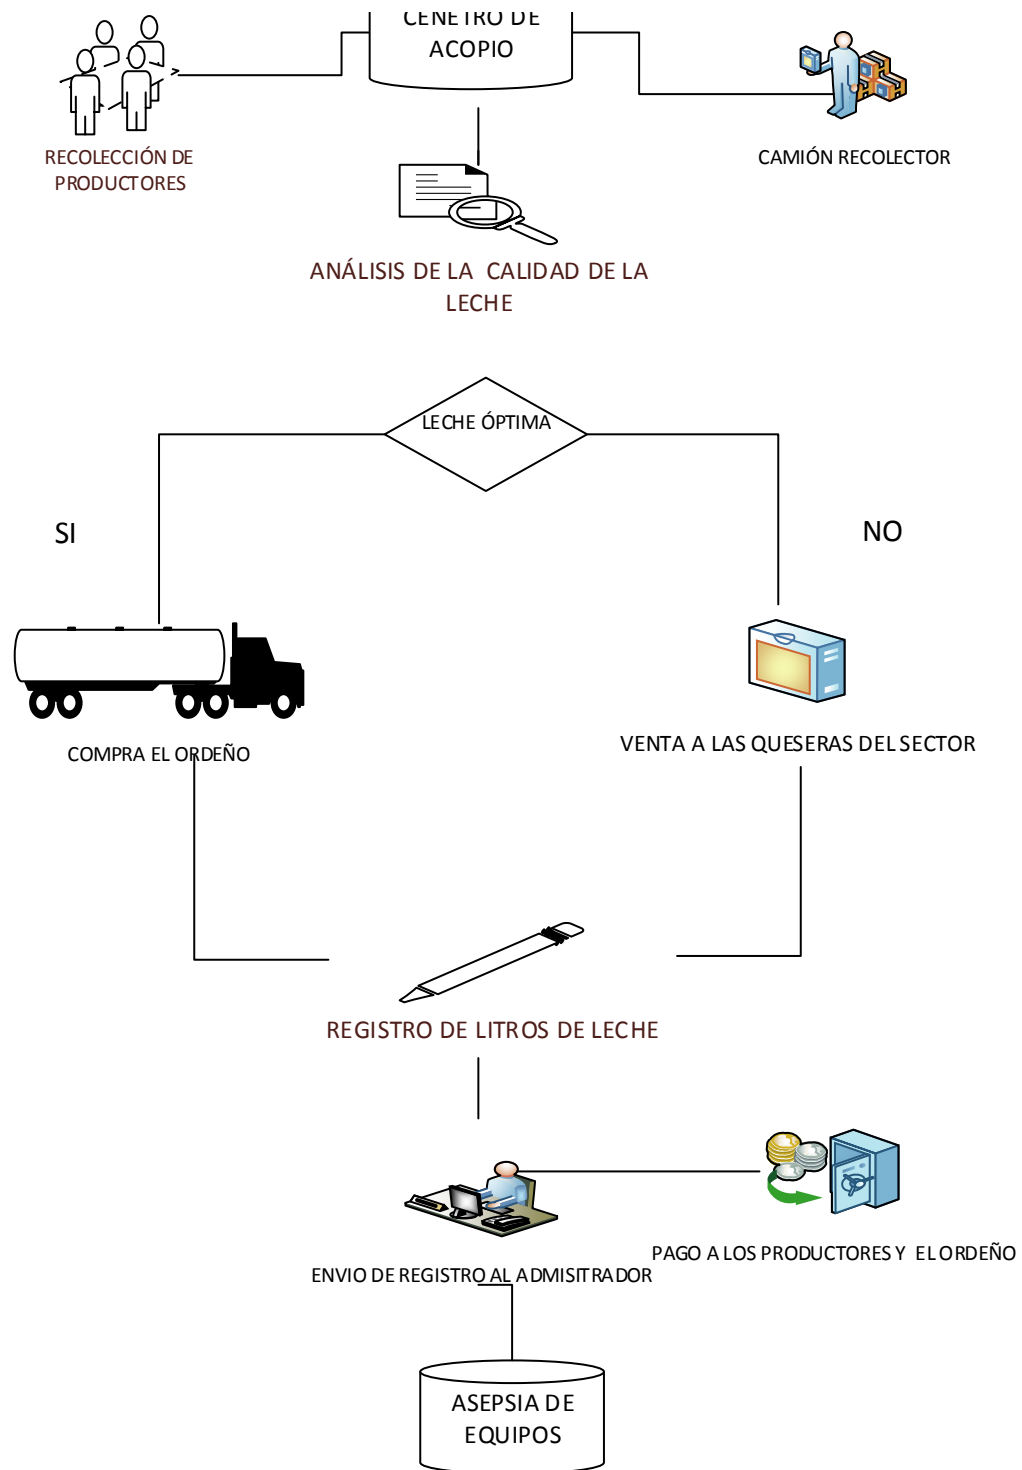 CENETRO DE
ACOPIO
RECOLECCIÓN DE
PRODUCTORES
CAMIÓN RECOLECTOR
ANÁLISIS DE LA CALIDAD DE LA
LECHE
LECHE ÓPTIMA
SI
NO
COMPRA EL ORDEÑO
VENTA A LAS QUESERAS DEL SECTOR
REGISTRO DE LITROS DE LECHE
PAGO A LOS PRODUCTORES Y EL ORDEÑO
ENVIO DE REGISTRO AL ADMISITRADOR
ASEPSIA DE
EQUIPOS